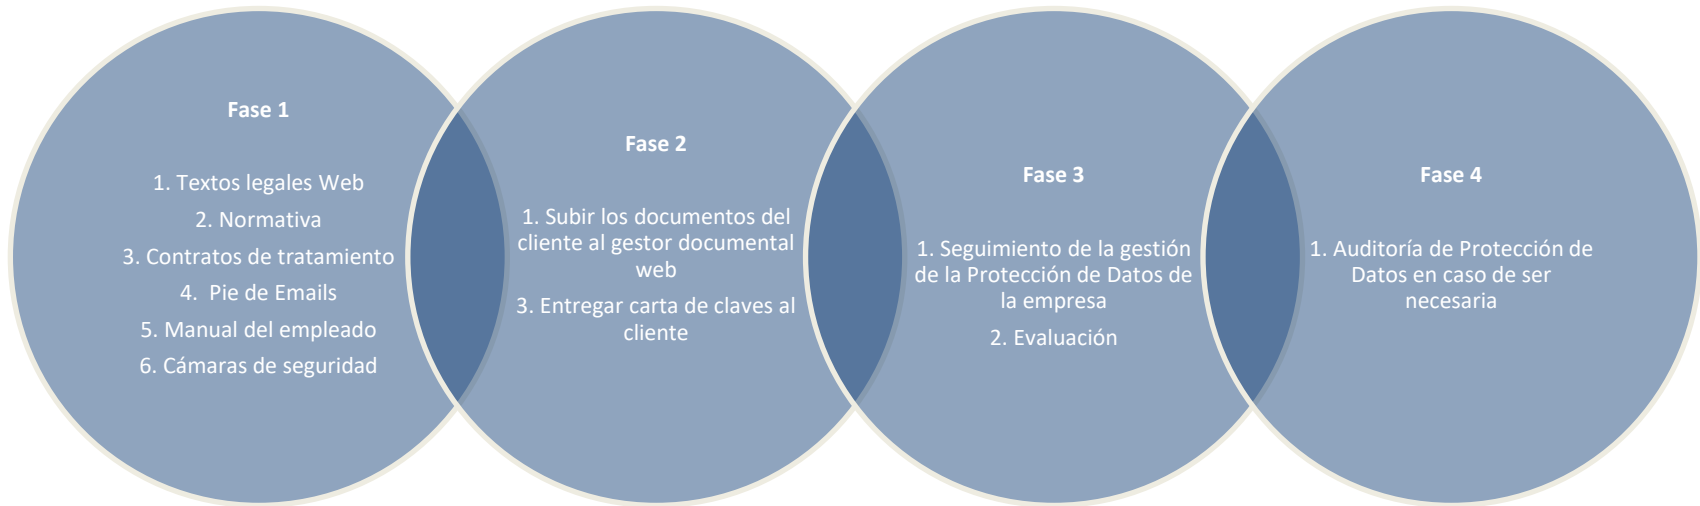 Fase 1
1. Textos legales Web
2. Normativa
3. Contratos de tratamiento
4.  Pie de Emails
5. Manual del empleado
6. Cámaras de seguridad
Fase 2
1. Subir los documentos del
cliente al gestor documental
web
3. Entregar carta de claves al
cliente
Fase 3
1. Seguimiento de la gestión
de la Protección de Datos de
la empresa
2. Evaluación
Fase 4
1. Auditoría de Protección de
Datos en caso de ser
necesaria